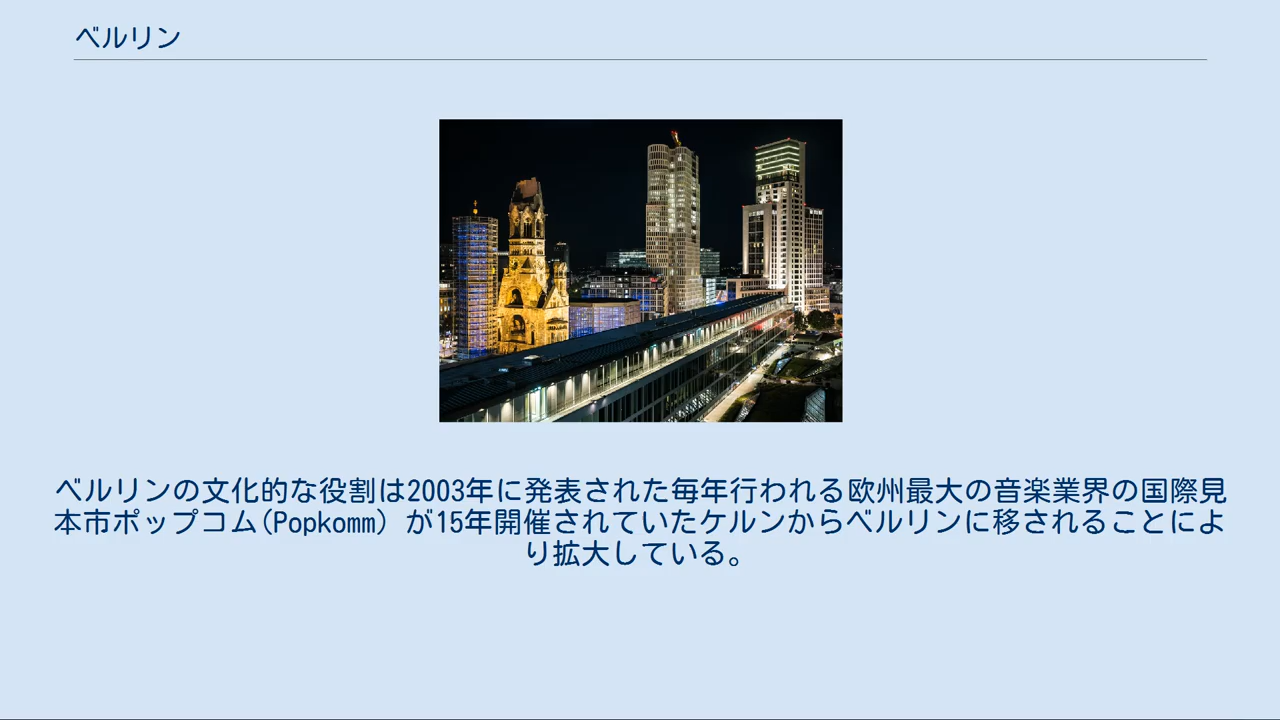 ベルリン
ベルリンの文化的な役割は2003年に発表された毎年行われる欧州最大の音楽業界の国際見
本市ポップコム(Popkomm) が15年開催されていたケルンからベルリンに移されることによ
り拡大している。